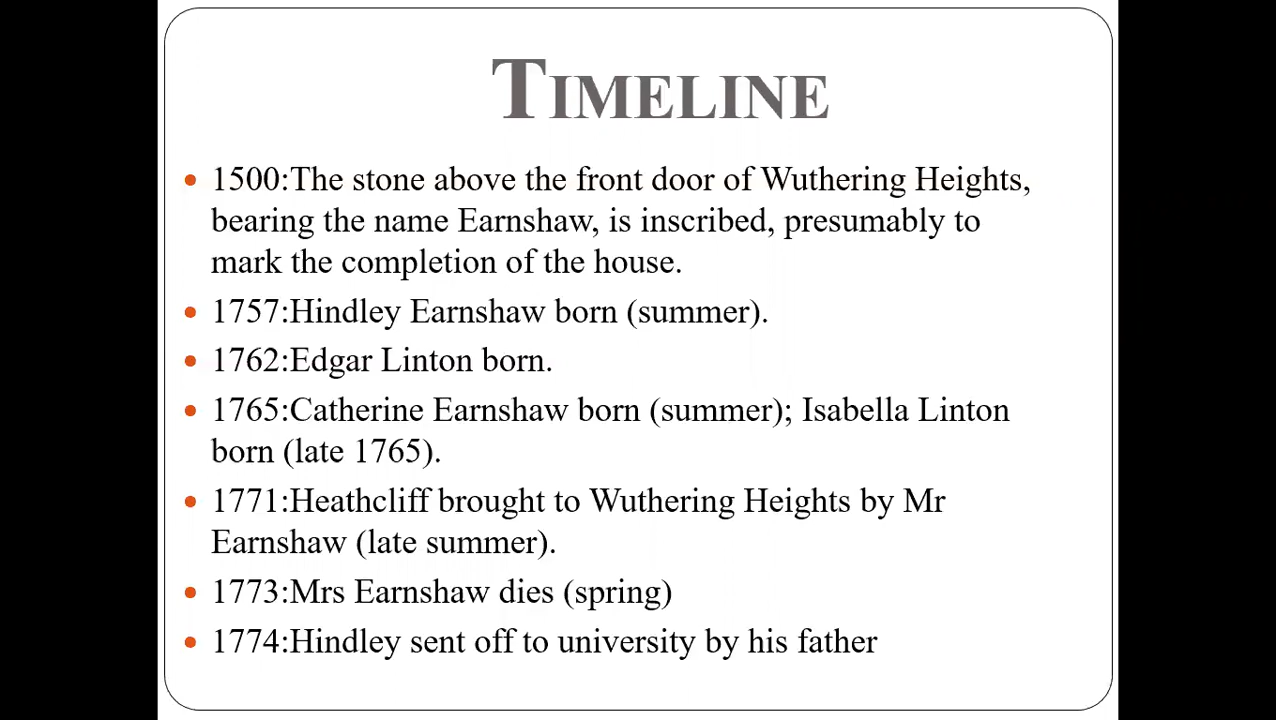 TIMELINE
• 1500:The stone above the front door of Wuthering Heights,
bearing the name Earnshaw, is inscribed, presumably to
mark the completion of the house.
• 1757:Hindley Earnshaw born (summer).
• 1762:Edgar Linton born.
• 1765:Catherine Earnshaw born (summer); Isabella Linton
born (late 1765).
• 1771:Heathcliff brought to Wuthering Heights by Mr
Earnshaw (late summer).
• 1773:Mrs Earnshaw dies (spring)
• 1774:Hindley sent off to university by his father